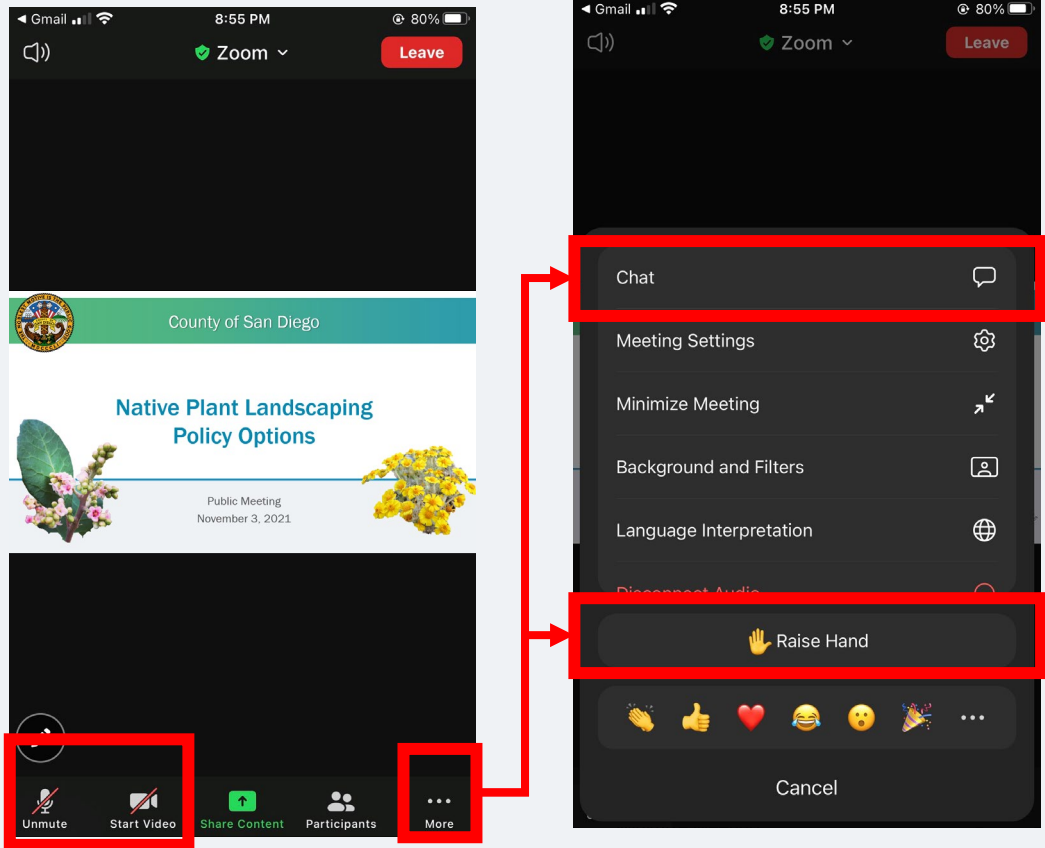 ◄ Gmail
8:55 PM
80%
Zoom
Leave
County of San Diego
Native Plant Landscaping
Policy Options
Public Meeting
November 3, 2021
Unmute
Start Video
Share Content
Participants
More
◄ Gmail
8:55 PM
80%
Zoom
Leave
Chat
Meeting Settings
Minimize Meeting
Background and Filters
Language Interpretation
Disconnect Audio
Raise Hand
Cancel